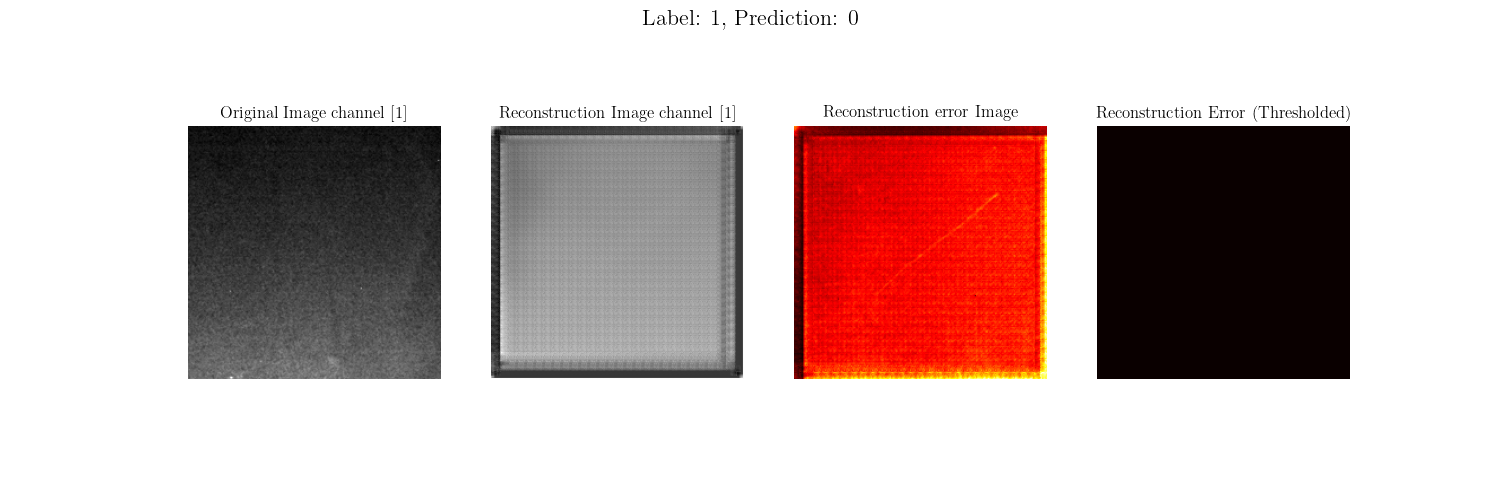 Label: 1, Prediction: 0
Original Image channel [1]
Reconstruction Image channel [1]
Reconstruction error Image
Reconstruction Error (Thresholded)